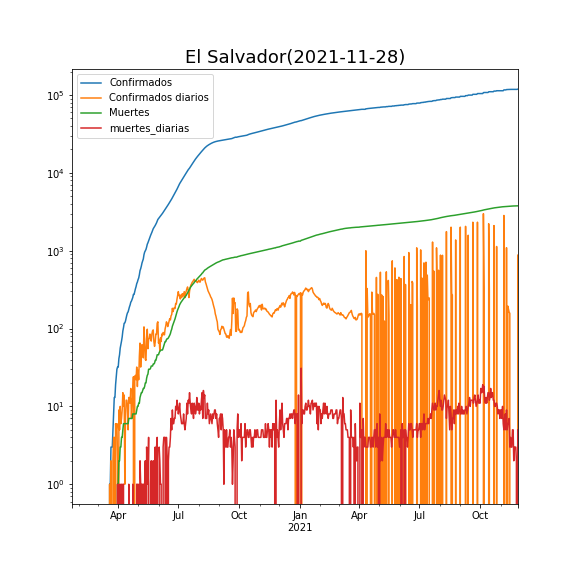 El Salvador(2021-11-28)
Confirmados
Confirmados diarios
Muertes
muertes_diarias
10⁵
10⁴
10³
10²
10¹
10⁰
Apr Jul Oct Jan Apr Jul Oct
2021